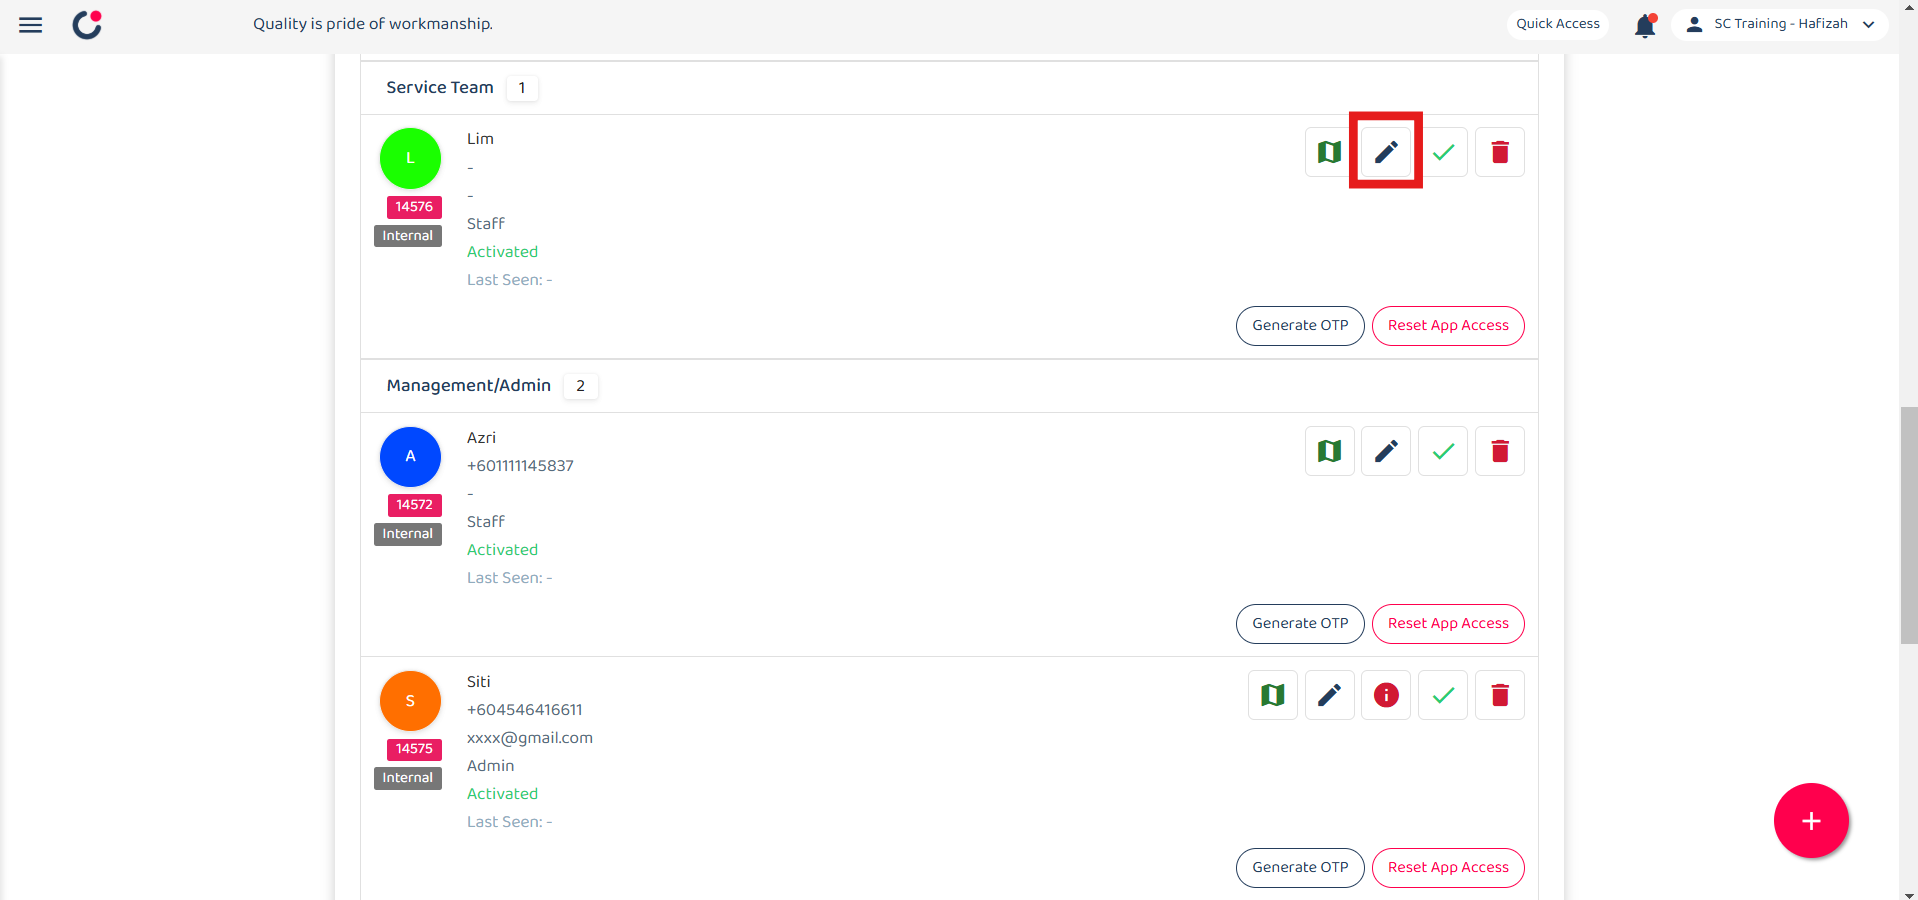 Quality is pride of workmanship.
Quick Access
SC Training - Hafizah
Service Team 1
L
14576
Internal
Lim
-
-
Staff
Activated
Last Seen: -
Generate OTP
Reset App Access
Management/Admin 2
A
14572
Internal
Azri
+601111145837
-
Staff
Activated
Last Seen: -
Generate OTP
Reset App Access
S
14575
Internal
Siti
+604546416611
xxxx@gmail.com
Admin
Activated
Last Seen: -
Generate OTP
Reset App Access
+